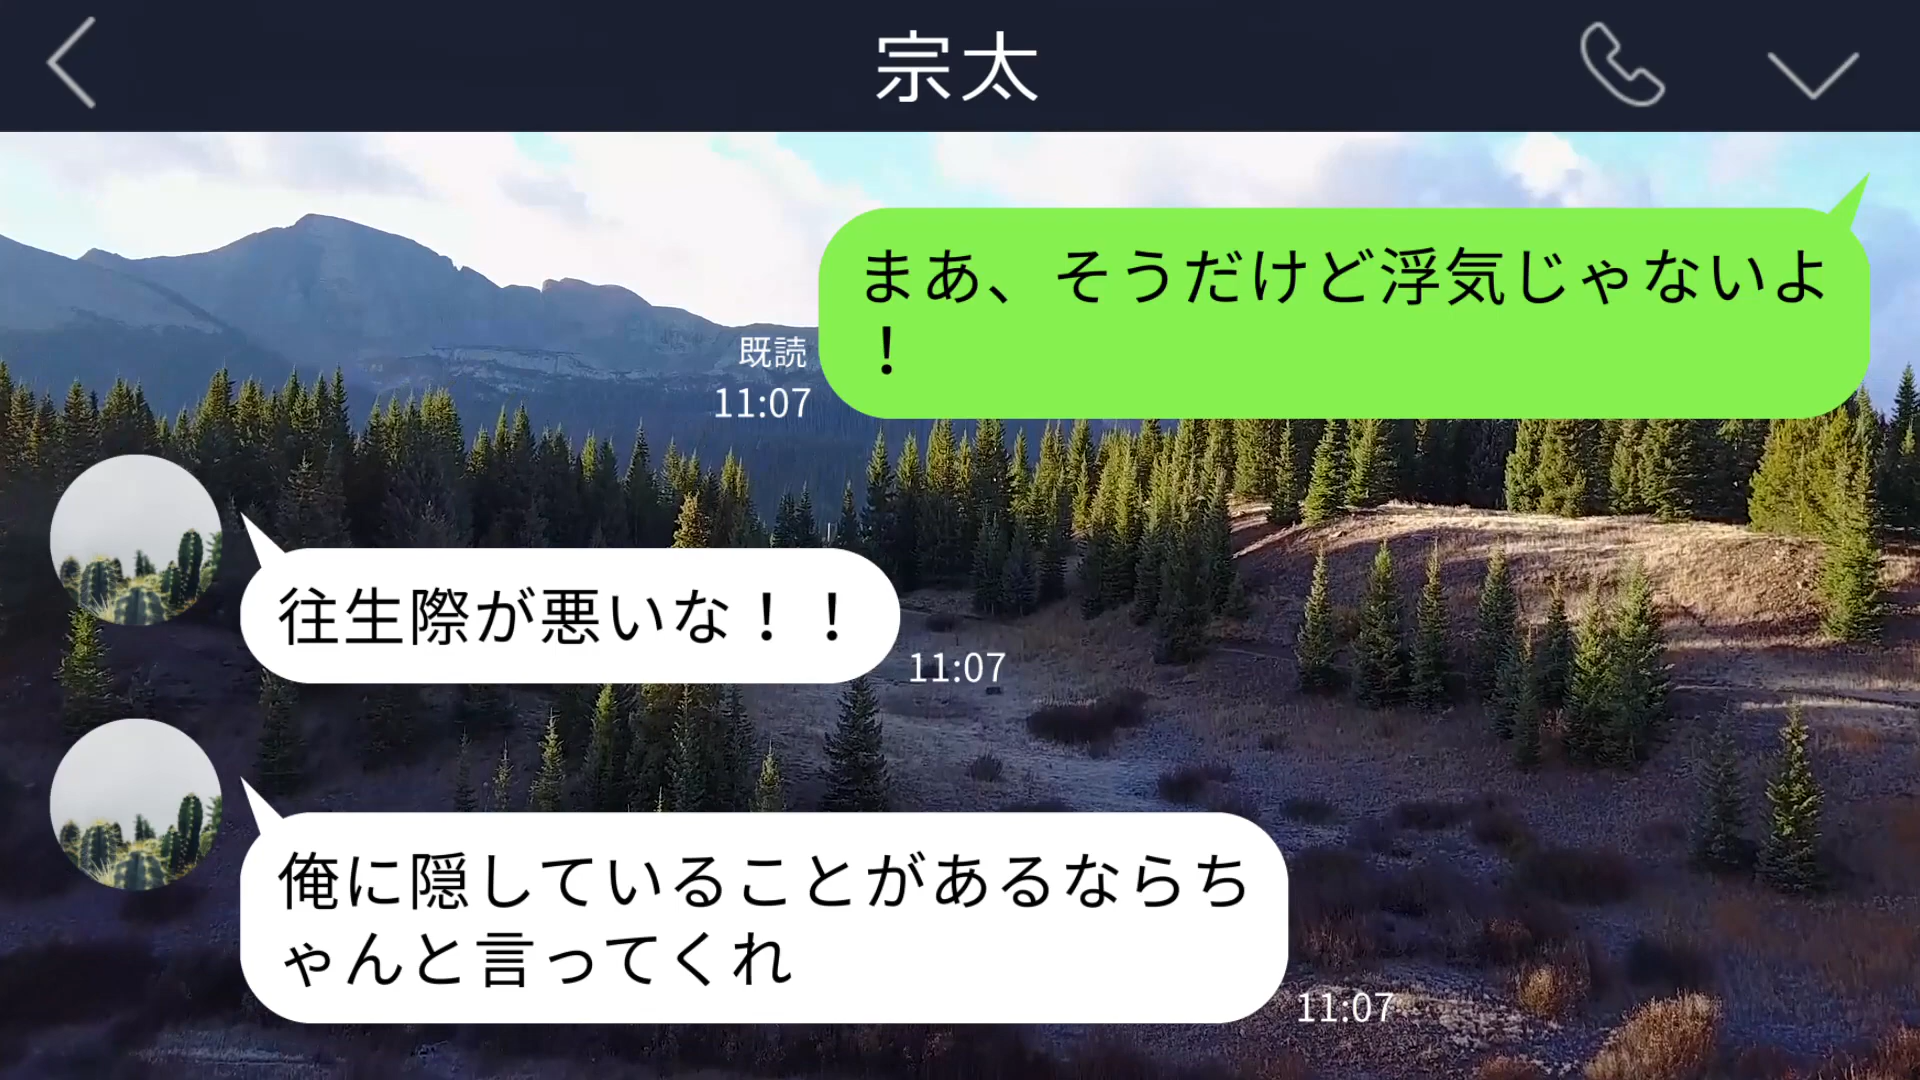 宗太
まあ、そうだけど浮気じゃないよ
！
既読
11:07
往生際が悪いな！！
11:07
俺に隠していることがあるならち
ゃんと言ってくれ
11:07